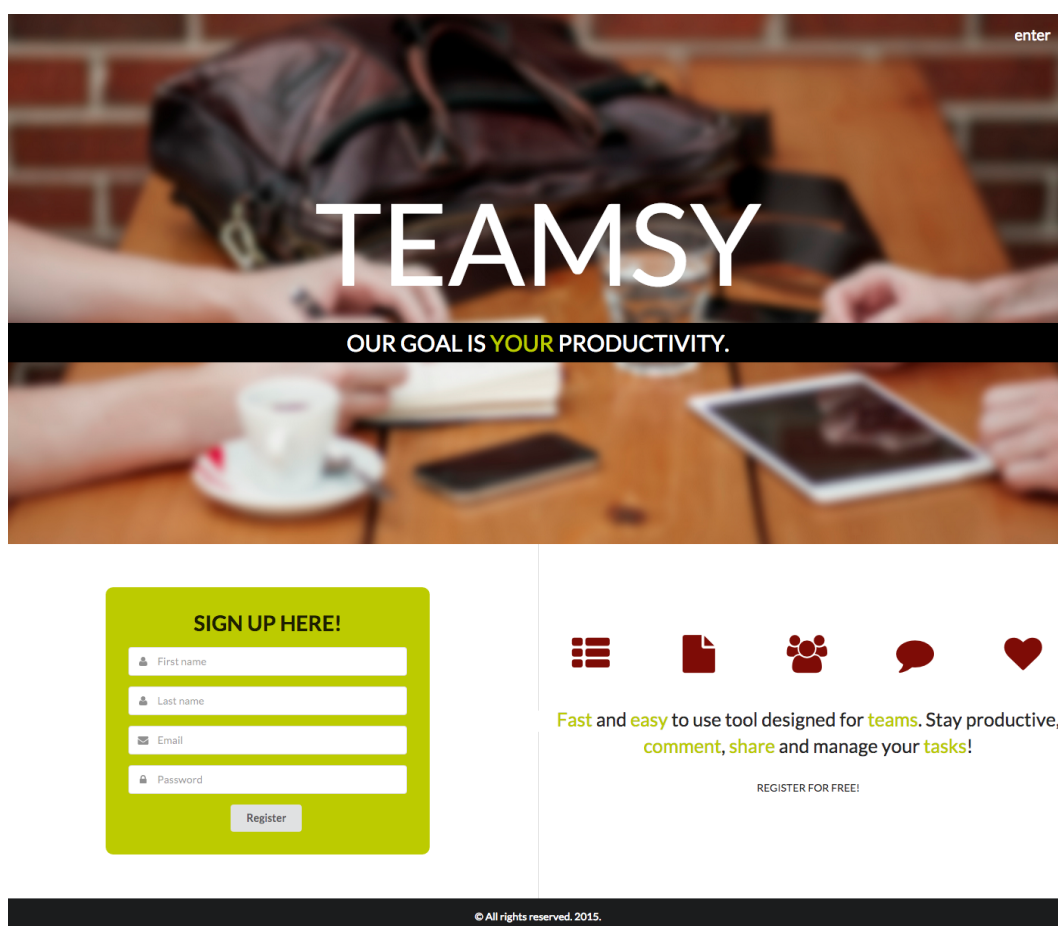 enter
TEAMSY
OUR GOAL IS YOUR PRODUCTIVITY.
SIGN UP HERE!
First name
Last name
Email
Password
Register
Fast and easy to use tool designed for teams. Stay productive,
comment, share and manage your tasks!
REGISTER FOR FREE!
© All rights reserved. 2015.